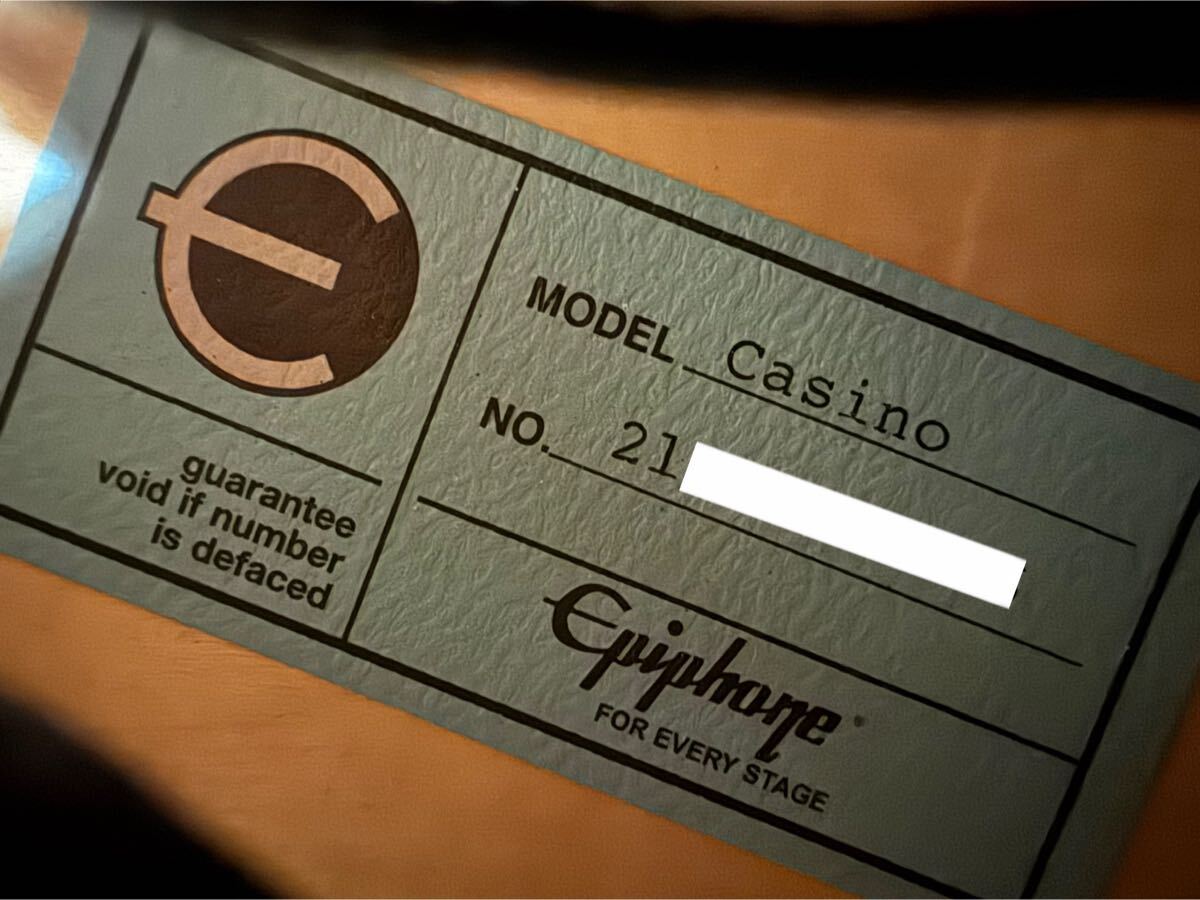 MODEL Casino
NO. 21
guarantee
void if number
is defaced
Epiphone
FOR EVERY STAGE